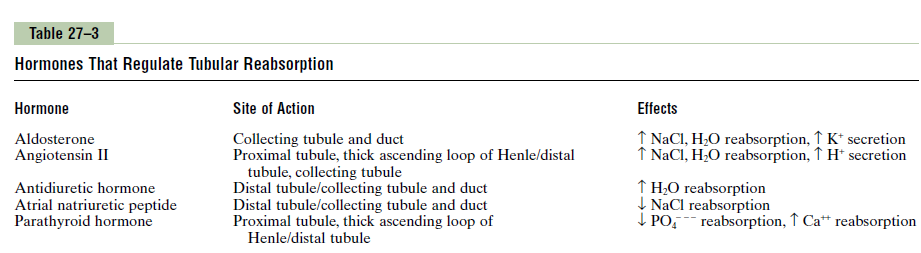 Table 27–3
Hormones That Regulate Tubular Reabsorption
Hormone Site of Action Effects
Aldosterone Collecting tubule and duct ↑ NaCl, H₂O reabsorption, ↑ K⁺ secretion
Angiotensin II Proximal tubule, thick ascending loop of Henle/distal ↑ NaCl, H₂O reabsorption, ↑ H⁺ secretion
tubule, collecting tubule
Antidiuretic hormone Distal tubule/collecting tubule and duct ↑ H₂O reabsorption
Atrial natriuretic peptide Distal tubule/collecting tubule and duct ↓ NaCl reabsorption
Parathyroid hormone Proximal tubule, thick ascending loop of ↓ PO₄⁻⁻⁻ reabsorption, ↑ Ca⁺⁺ reabsorption
Henle/distal tubule